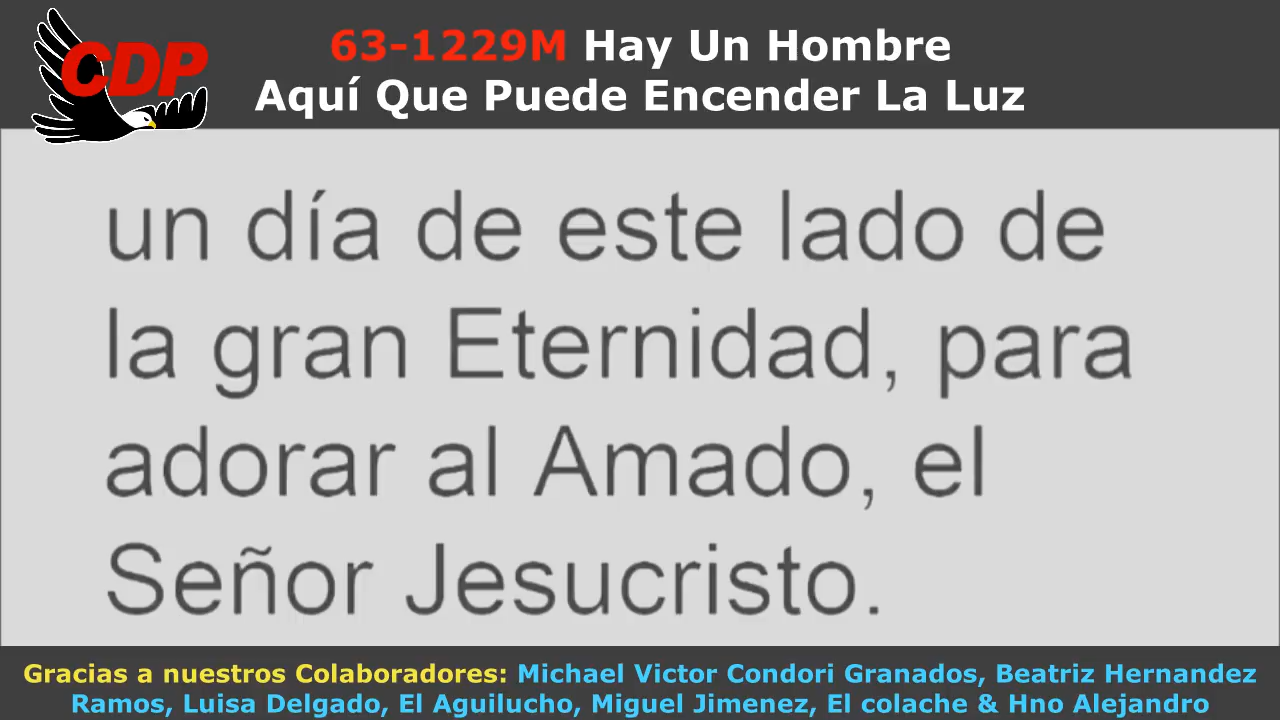 CDP
63-1229M Hay Un Hombre
Aquí Que Puede Encender La Luz
un día de este lado de
la gran Eternidad, para
adorar al Amado, el
Señor Jesucristo.
Gracias a nuestros Colaboradores: Michael Victor Condori Granados, Beatriz Hernandez
Ramos, Luisa Delgado, El Aguilucho, Miguel Jimenez, El colache & Hno Alejandro